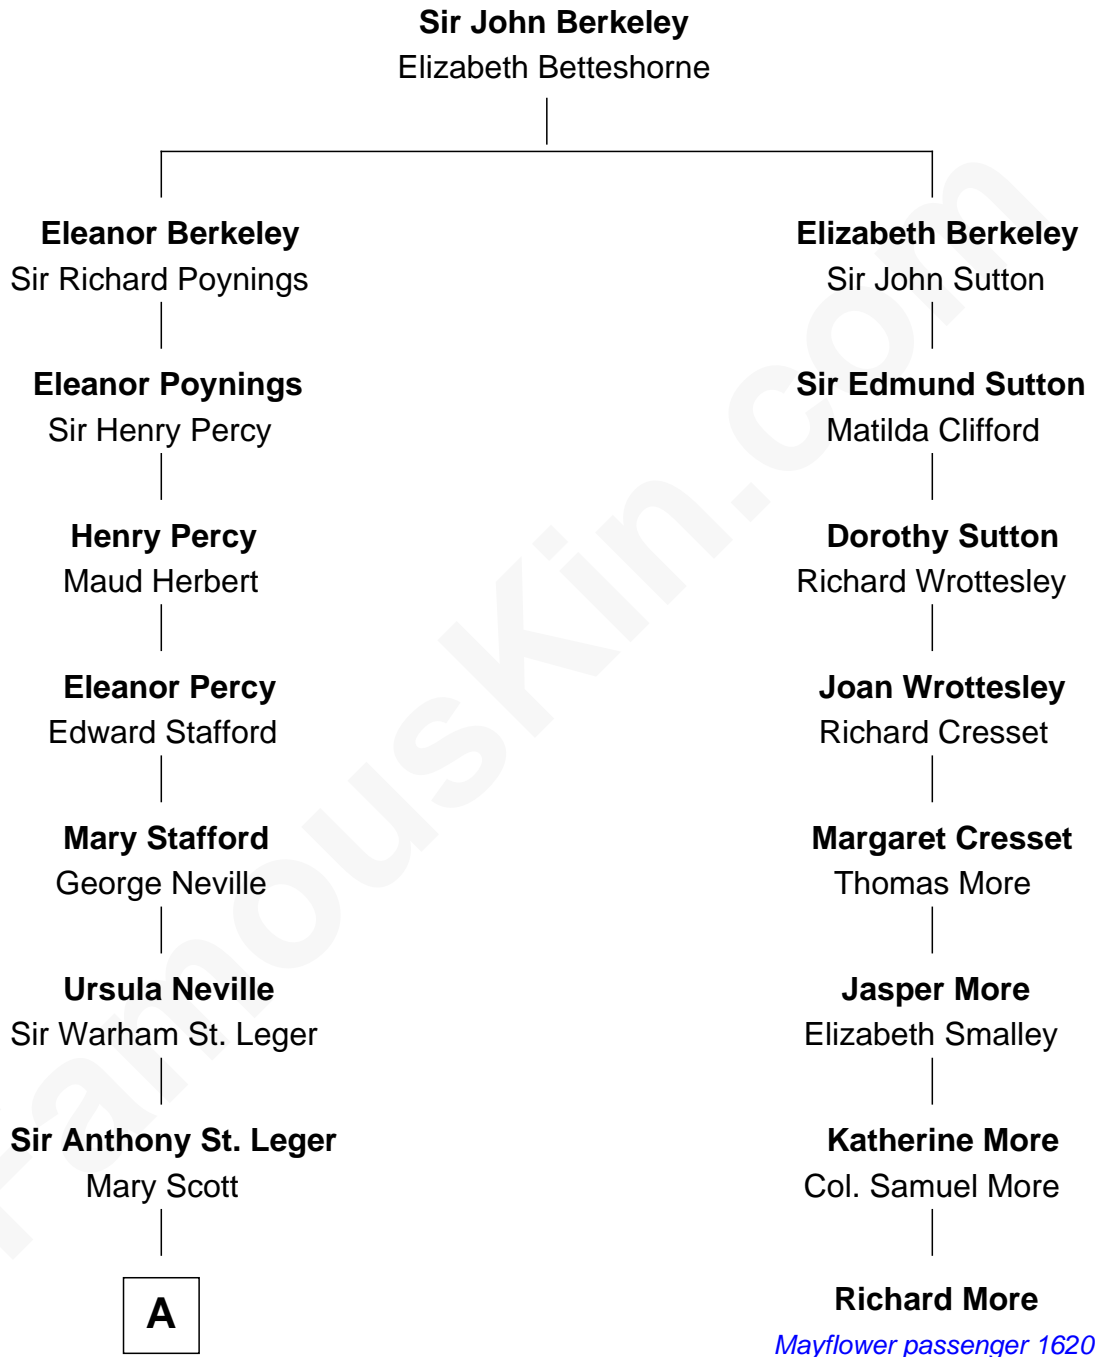 Sir John Berkeley
Elizabeth Betteshorne
Eleanor Berkeley
Sir Richard Poynings
Eleanor Poynings
Sir Henry Percy
Henry Percy
Maud Herbert
Eleanor Percy
Edward Stafford
Mary Stafford
George Neville
Ursula Neville
Sir Warham St. Leger
Sir Anthony St. Leger
Mary Scott
A
Elizabeth Berkeley
Sir John Sutton
Sir Edmund Sutton
Matilda Clifford
Dorothy Sutton
Richard Wrottesley
Joan Wrottesley
Richard Cresset
Margaret Cresset
Thomas More
Jasper More
Elizabeth Smalley
Katherine More
Col. Samuel More
Richard More
Mayflower passenger 1620
FamousKin.com